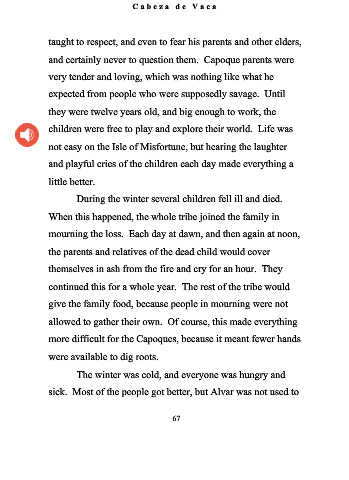 Cabeza de Vaca
taught to respect, and even to fear his parents and other elders,
and certainly never to question them. Capoque parents were
very tender and loving, which was nothing like what he
expected from people who were supposedly savage. Until
they were twelve years old, and big enough to work, the
children were free to play and explore their world. Life was
not easy on the Isle of Misfortune, but hearing the laughter
and playful cries of the children each day made everything a
little better.
During the winter several children fell ill and died.
When this happened, the whole tribe joined the family in
mourning the loss. Each day at dawn, and then again at noon,
the parents and relatives of the dead child would cover
themselves in ash from the fire and cry for an hour. They
continued this for a whole year. The rest of the tribe would
give the family food, because people in mourning were not
allowed to gather their own. Of course, this made everything
more difficult for the Capoques, because it meant fewer hands
were available to dig roots.
The winter was cold, and everyone was hungry and
sick. Most of the people got better, but Alvar was not used to
67